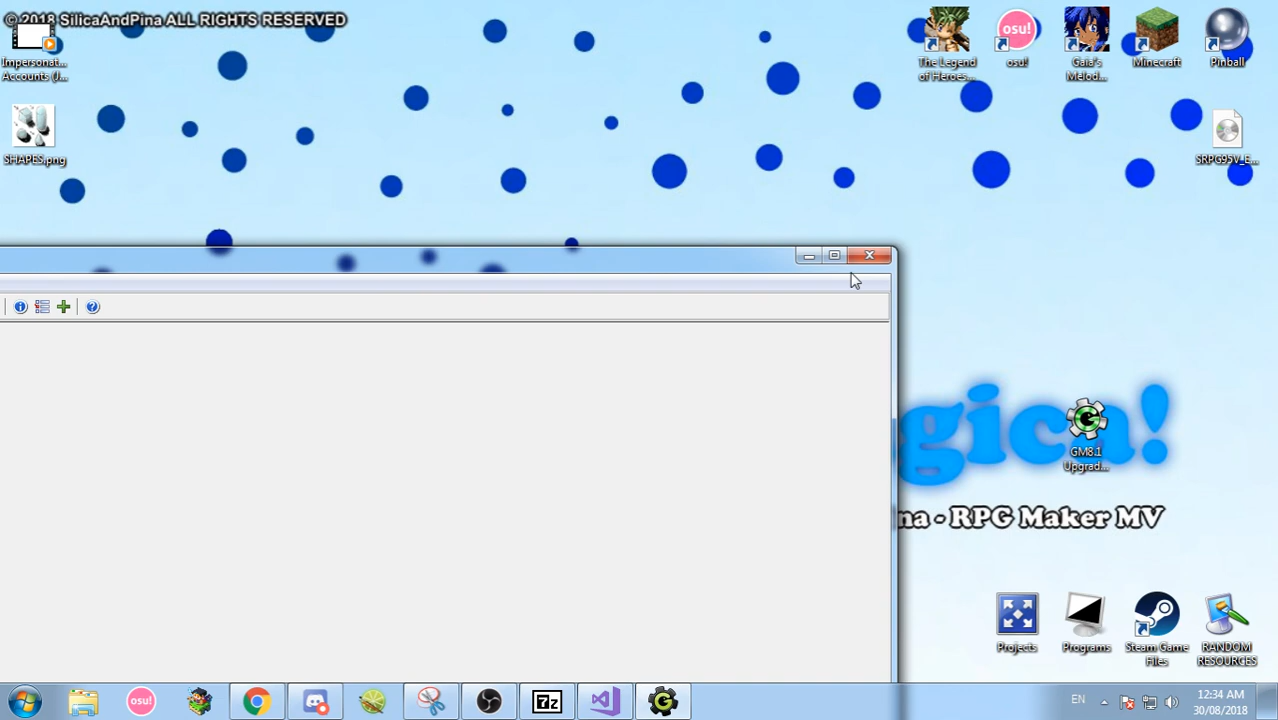 © 2018 SilicaAndPina ALL RIGHTS RESERVED
Impersonat...
Accounts (J...
The Legend
of Heroes...
osu!
osu!
Gaia's
Melod...
Minecraft
Pinball
SHAPES.png
SRPG95V_E...
gica!
GM8.1
Upgrad...
na - RPG Maker MV
Projects
Programs
Steam Game
Files
RANDOM
RESOURCES
osu!
7z
EN
12:34 AM
30/08/2018